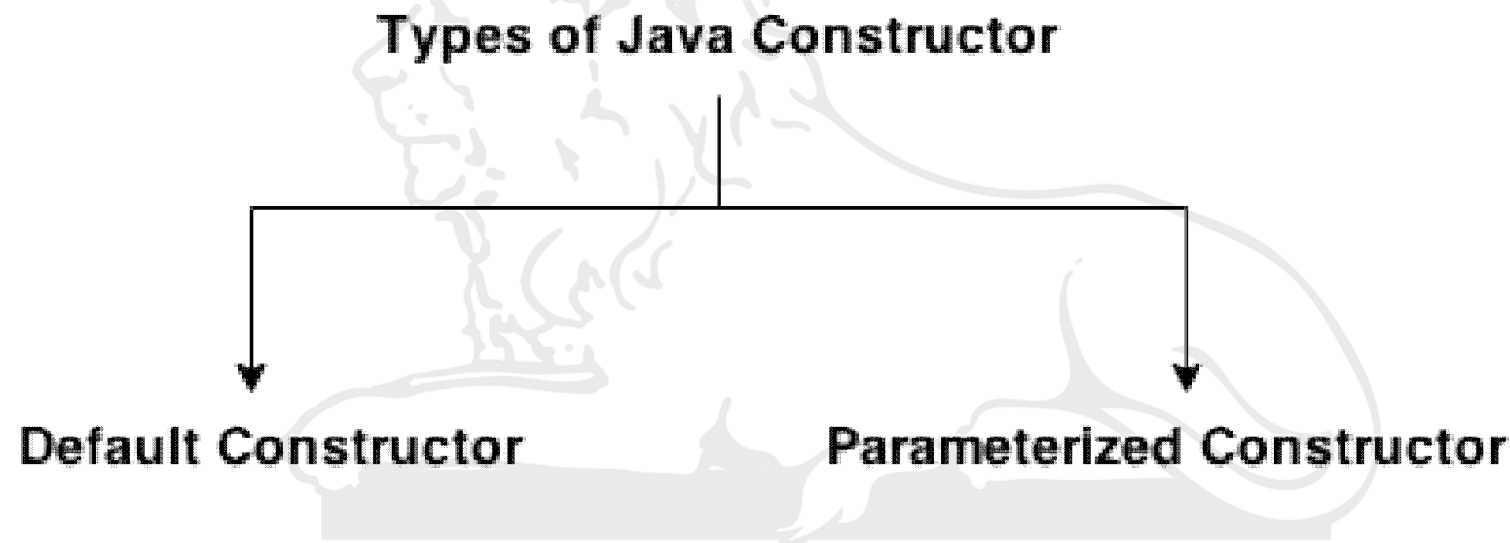 Types of Java Constructor
Default Constructor
Parameterized Constructor